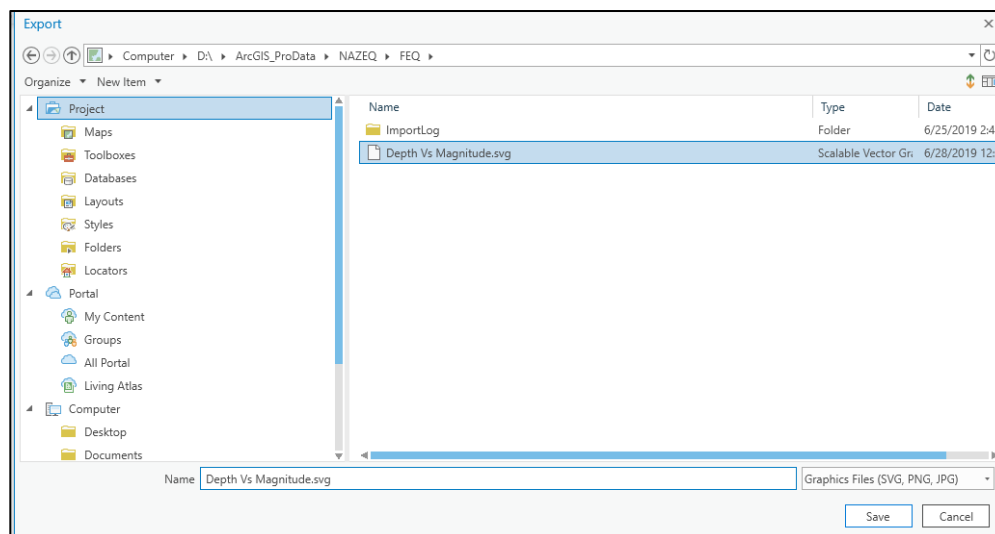 Export
Computer D:\ ArcGIS_ProData NAZEQ FEQ
Organize New Item
Project
Maps
Toolboxes
Databases
Layouts
Styles
Folders
Locators
Portal
My Content
Groups
All Portal
Living Atlas
Computer
Desktop
Documents
Name Type Date
ImportLog Folder 6/25/2019 2:4
Depth Vs Magnitude.svg Scalable Vector Gra 6/28/2019 12:
Name Depth Vs Magnitude.svg Graphics Files (SVG, PNG, JPG)
Save Cancel